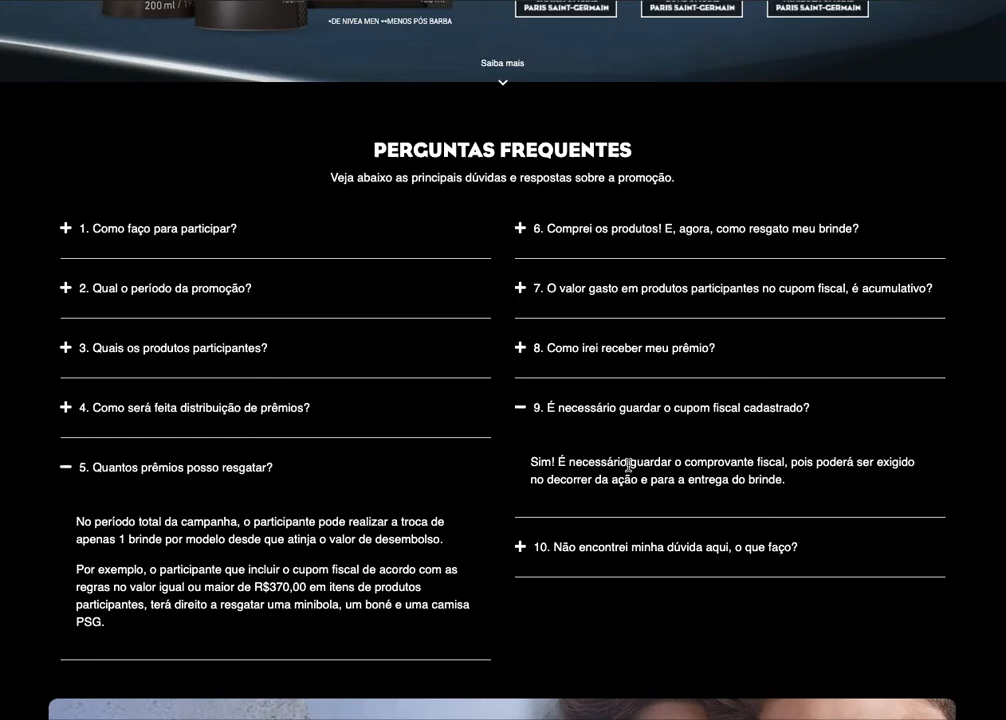 200 ml / 1
•DE NIVEA MEN ••MENOS PÓS BARBA
PARIS SAINT-GERMAIN
PARIS SAINT-GERMAIN
PARIS SAINT-GERMAIN
Saiba mais
PERGUNTAS FREQUENTES
Veja abaixo as principais dúvidas e respostas sobre a promoção.
1. Como faço para participar?
2. Qual o período da promoção?
3. Quais os produtos participantes?
4. Como será feita distribuição de prêmios?
5. Quantos prêmios posso resgatar?
No período total da campanha, o participante pode realizar a troca de
apenas 1 brinde por modelo desde que atinja o valor de desembolso.
Por exemplo, o participante que incluir o cupom fiscal de acordo com as
regras no valor igual ou maior de R$370,00 em itens de produtos
participantes, terá direito a resgatar uma minibola, um boné e uma camisa
PSG.
6. Comprei os produtos! E, agora, como resgato meu brinde?
7. O valor gasto em produtos participantes no cupom fiscal, é acumulativo?
8. Como irei receber meu prêmio?
9. É necessário guardar o cupom fiscal cadastrado?
Sim! É necessário guardar o comprovante fiscal, pois poderá ser exigido
no decorrer da ação e para a entrega do brinde.
10. Não encontrei minha dúvida aqui, o que faço?